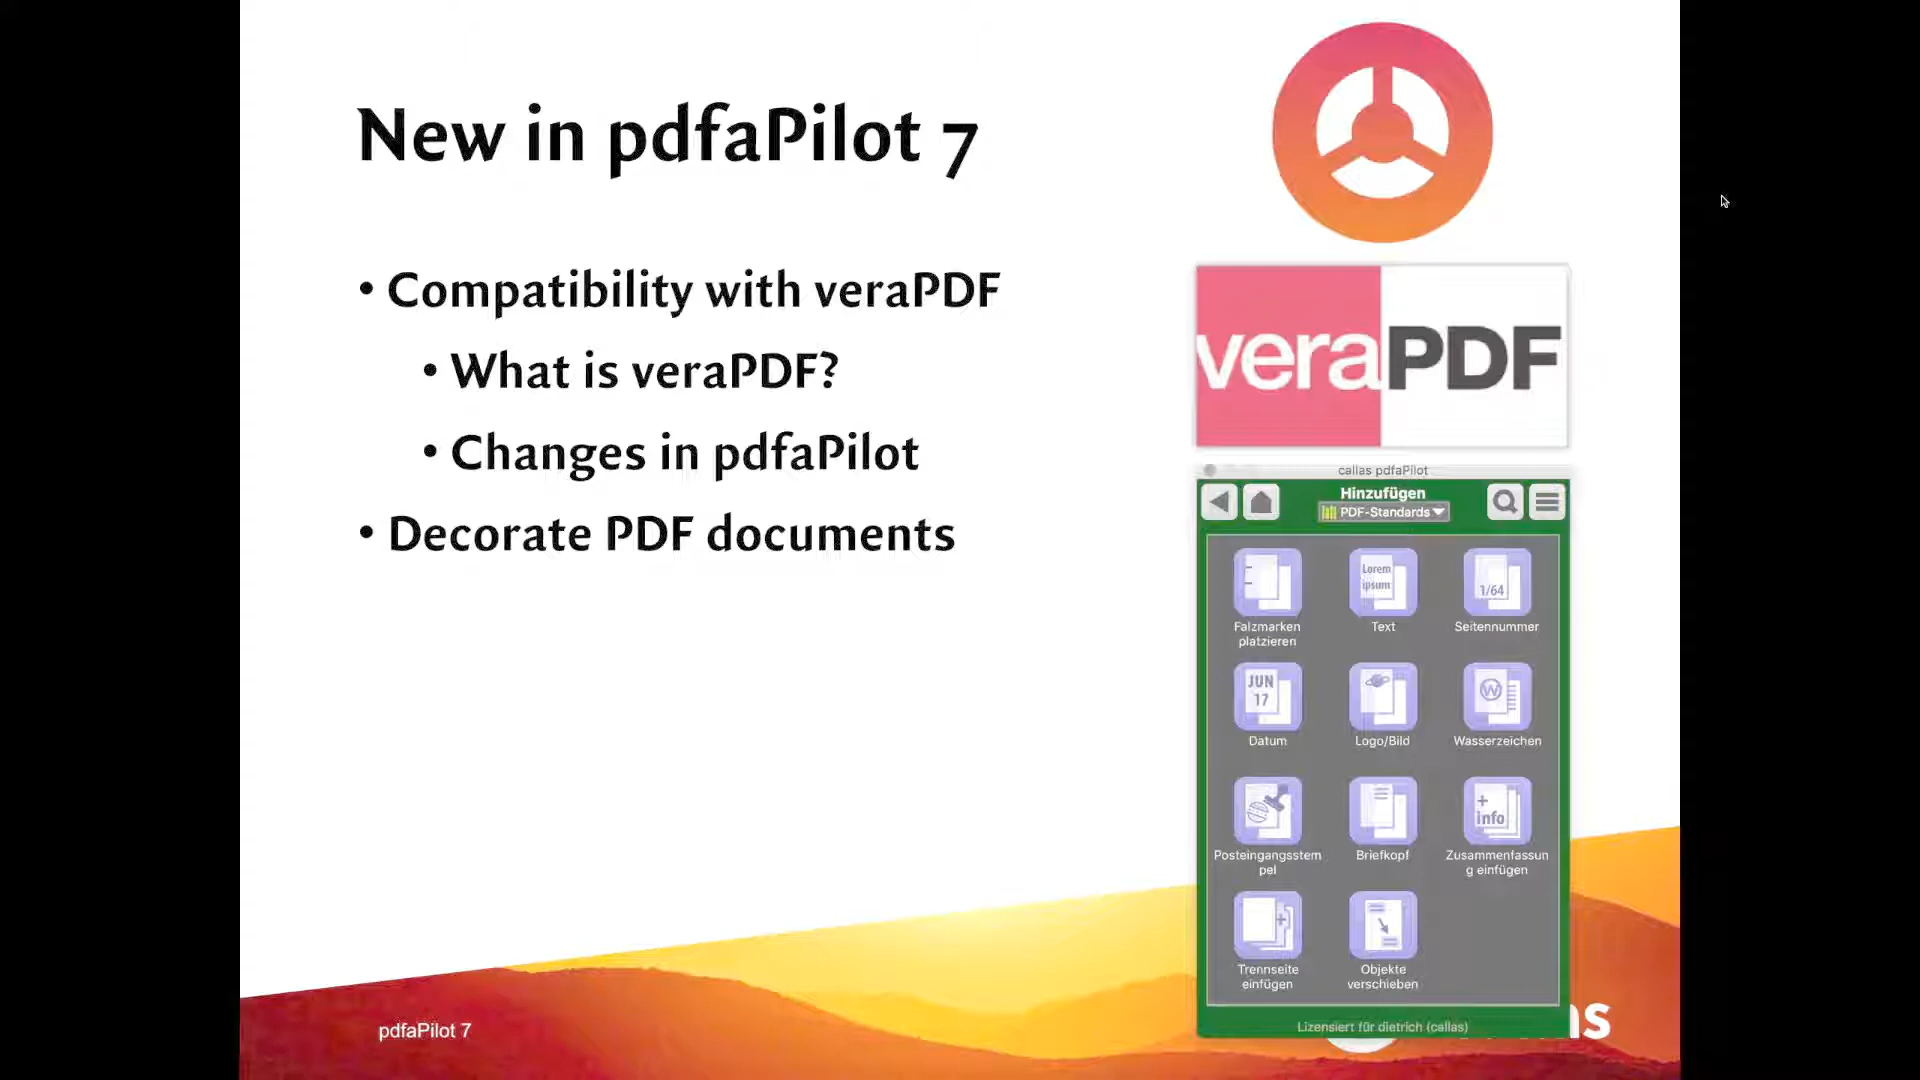 New in pdfaPilot 7
• Compatibility with veraPDF
• What is veraPDF?
• Changes in pdfaPilot
• Decorate PDF documents
veraPDF
callas pdfaPilot
Hinzufügen
PDF-Standards
Lorem
ipsum
1/64
Falzmarken
platzieren
Text
Seitennummer
JUN
17
W
Datum
Logo/Bild
Wasserzeichen
+
info
Posteingangsstem
pel
Briefkopf
Zusammenfassun
g einfügen
Trennseite
einfügen
Objekte
verschieben
Lizensiert für dietrich (callas)
pdfaPilot 7